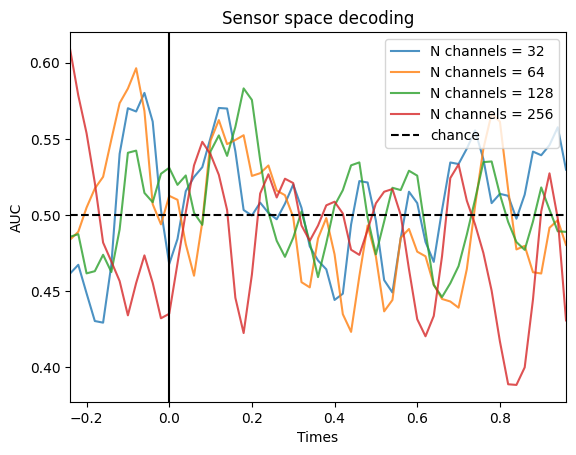 Sensor space decoding
N channels = 32
N channels = 64
N channels = 128
N channels = 256
chance
AUC
0.60
0.55
0.50
0.45
0.40
−0.2
0.0
0.2
0.4
0.6
0.8
Times